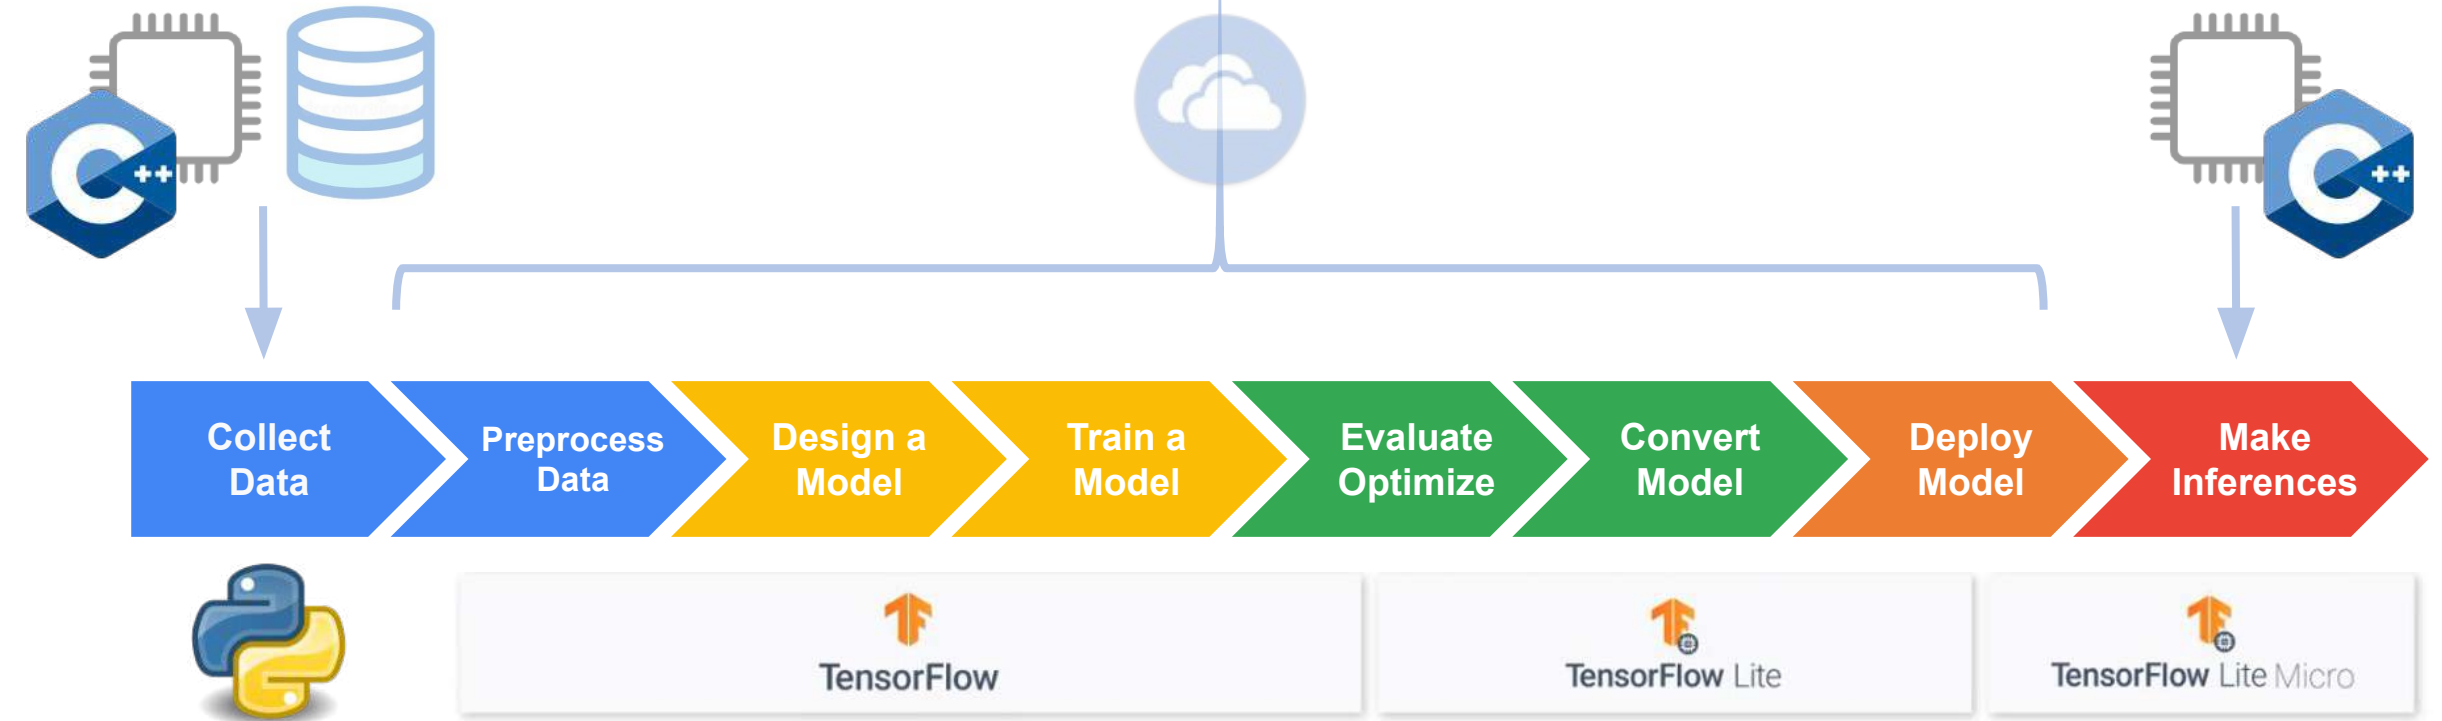 C++
C++
Collect
Data
Preprocess
Data
Design a
Model
Train a
Model
Evaluate
Optimize
Convert
Model
Deploy
Model
Make
Inferences
TensorFlow
TensorFlow Lite
TensorFlow Lite Micro